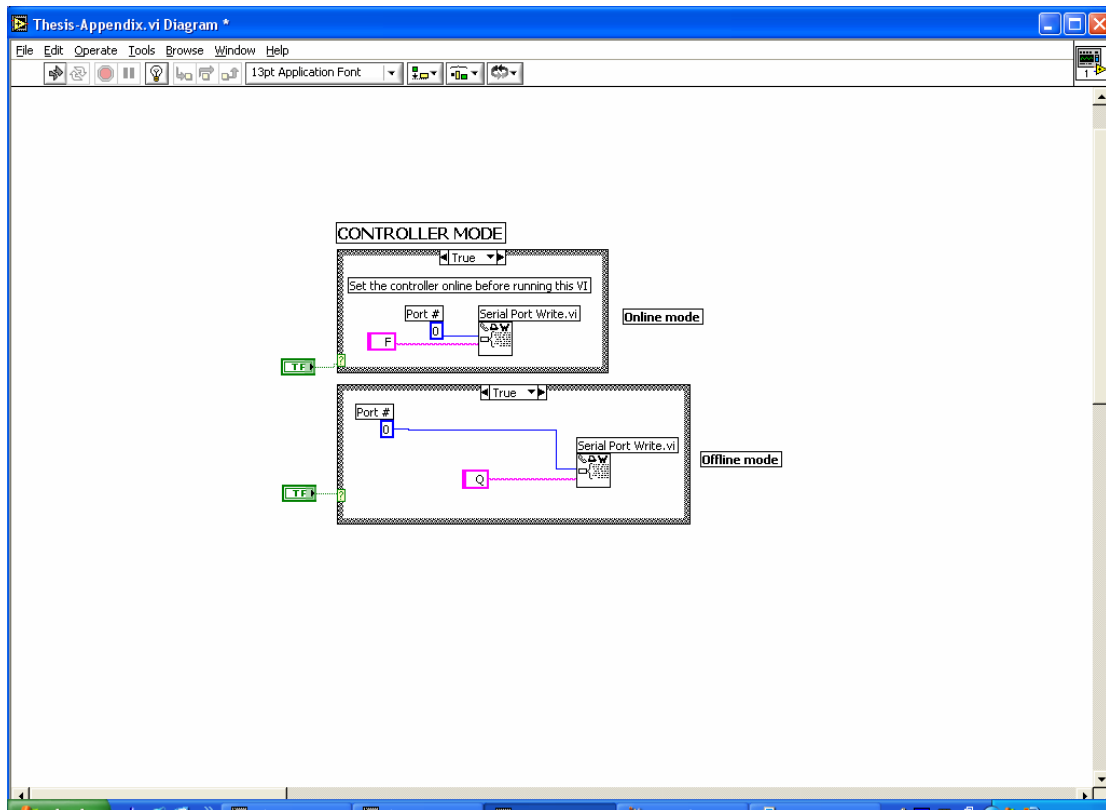 Thesis-Appendix.vi Diagram *
File Edit Operate Tools Browse Window Help
13pt Application Font
1
CONTROLLER MODE
True
Set the controller online before running this VI
Port # Serial Port Write.vi
0
F
Online mode
TF
?
True
Port #
0
Serial Port Write.vi
Offline mode
Q
TF
?